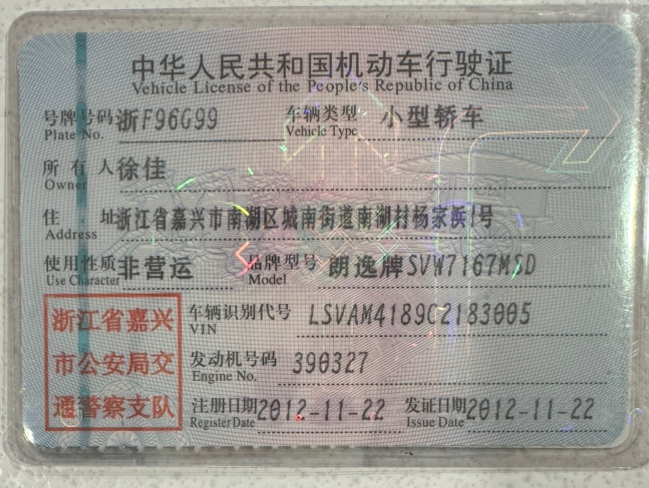 中华人民共和国机动车行驶证
Vehicle License of the People's Republic of China
号牌号码 浙F96G99 车辆类型 小型轿车
Plate No. Vehicle Type
所有人 徐佳
Owner
住址 浙江省嘉兴市南湖区城南街道南湖村杨家浜1号
Address
使用性质 非营运 品牌型号 朗逸牌SVW7167MSD
Use Character Model
浙江省嘉兴
市公安局交
通警察支队
车辆识别代号 LSVAM4189C2183005
VIN
发动机号码 390327
Engine No.
注册日期 2012-11-22 发证日期 2012-11-22
Register Date Issue Date